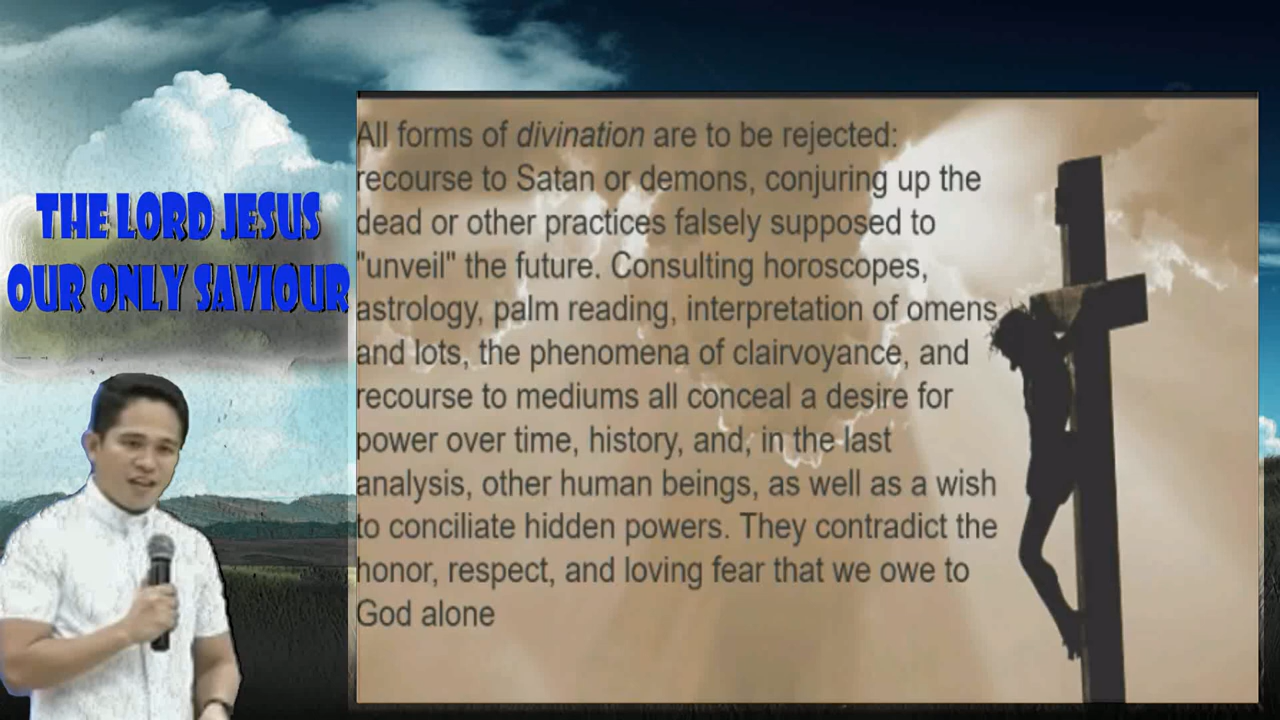 THE LORD JESUS
OUR ONLY SAVIOUR
All forms of divination are to be rejected:
recourse to Satan or demons, conjuring up the
dead or other practices falsely supposed to
"unveil" the future. Consulting horoscopes,
astrology, palm reading, interpretation of omens
and lots, the phenomena of clairvoyance, and
recourse to mediums all conceal a desire for
power over time, history, and, in the last
analysis, other human beings, as well as a wish
to conciliate hidden powers. They contradict the
honor, respect, and loving fear that we owe to
God alone